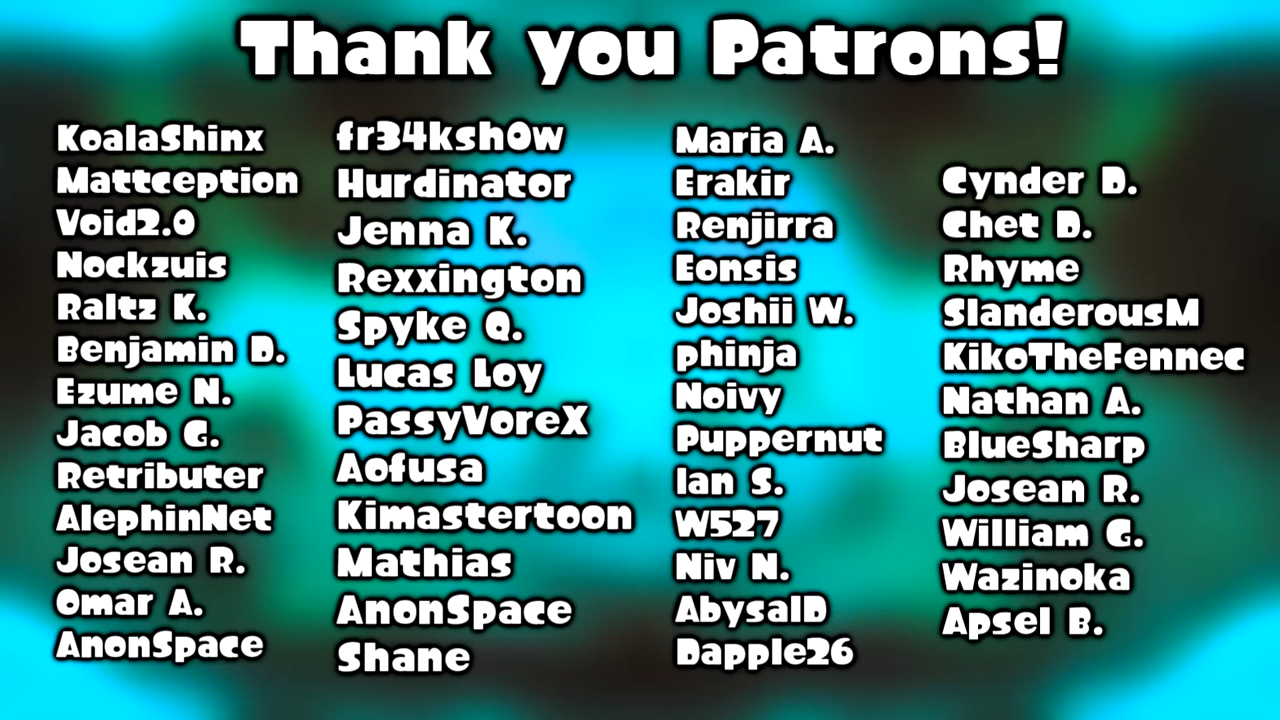 Thank you Patrons!
KoalaShinx
Mattception
Void2.0
Nockzuis
Raltz K.
Benjamin D.
Ezume N.
Jacob G.
Retributer
AlephinNet
Josean R.
Omar A.
AnonSpace
fr34ksh0w
Hurdinator
Jenna K.
Rexxington
Spyke Q.
Lucas Loy
PassyVoreX
Aofusa
Kimastertoon
Mathias
AnonSpace
Shane
Maria A.
Erakir
Renjirra
Eonsis
Joshii W.
phinja
Noivy
Puppernut
Ian S.
W527
Niv N.
AbysalD
Dapple26
Cynder D.
Chet D.
Rhyme
SlanderousM
KikoTheFennec
Nathan A.
BlueSharp
Josean R.
William G.
Wazinoka
Apsel B.